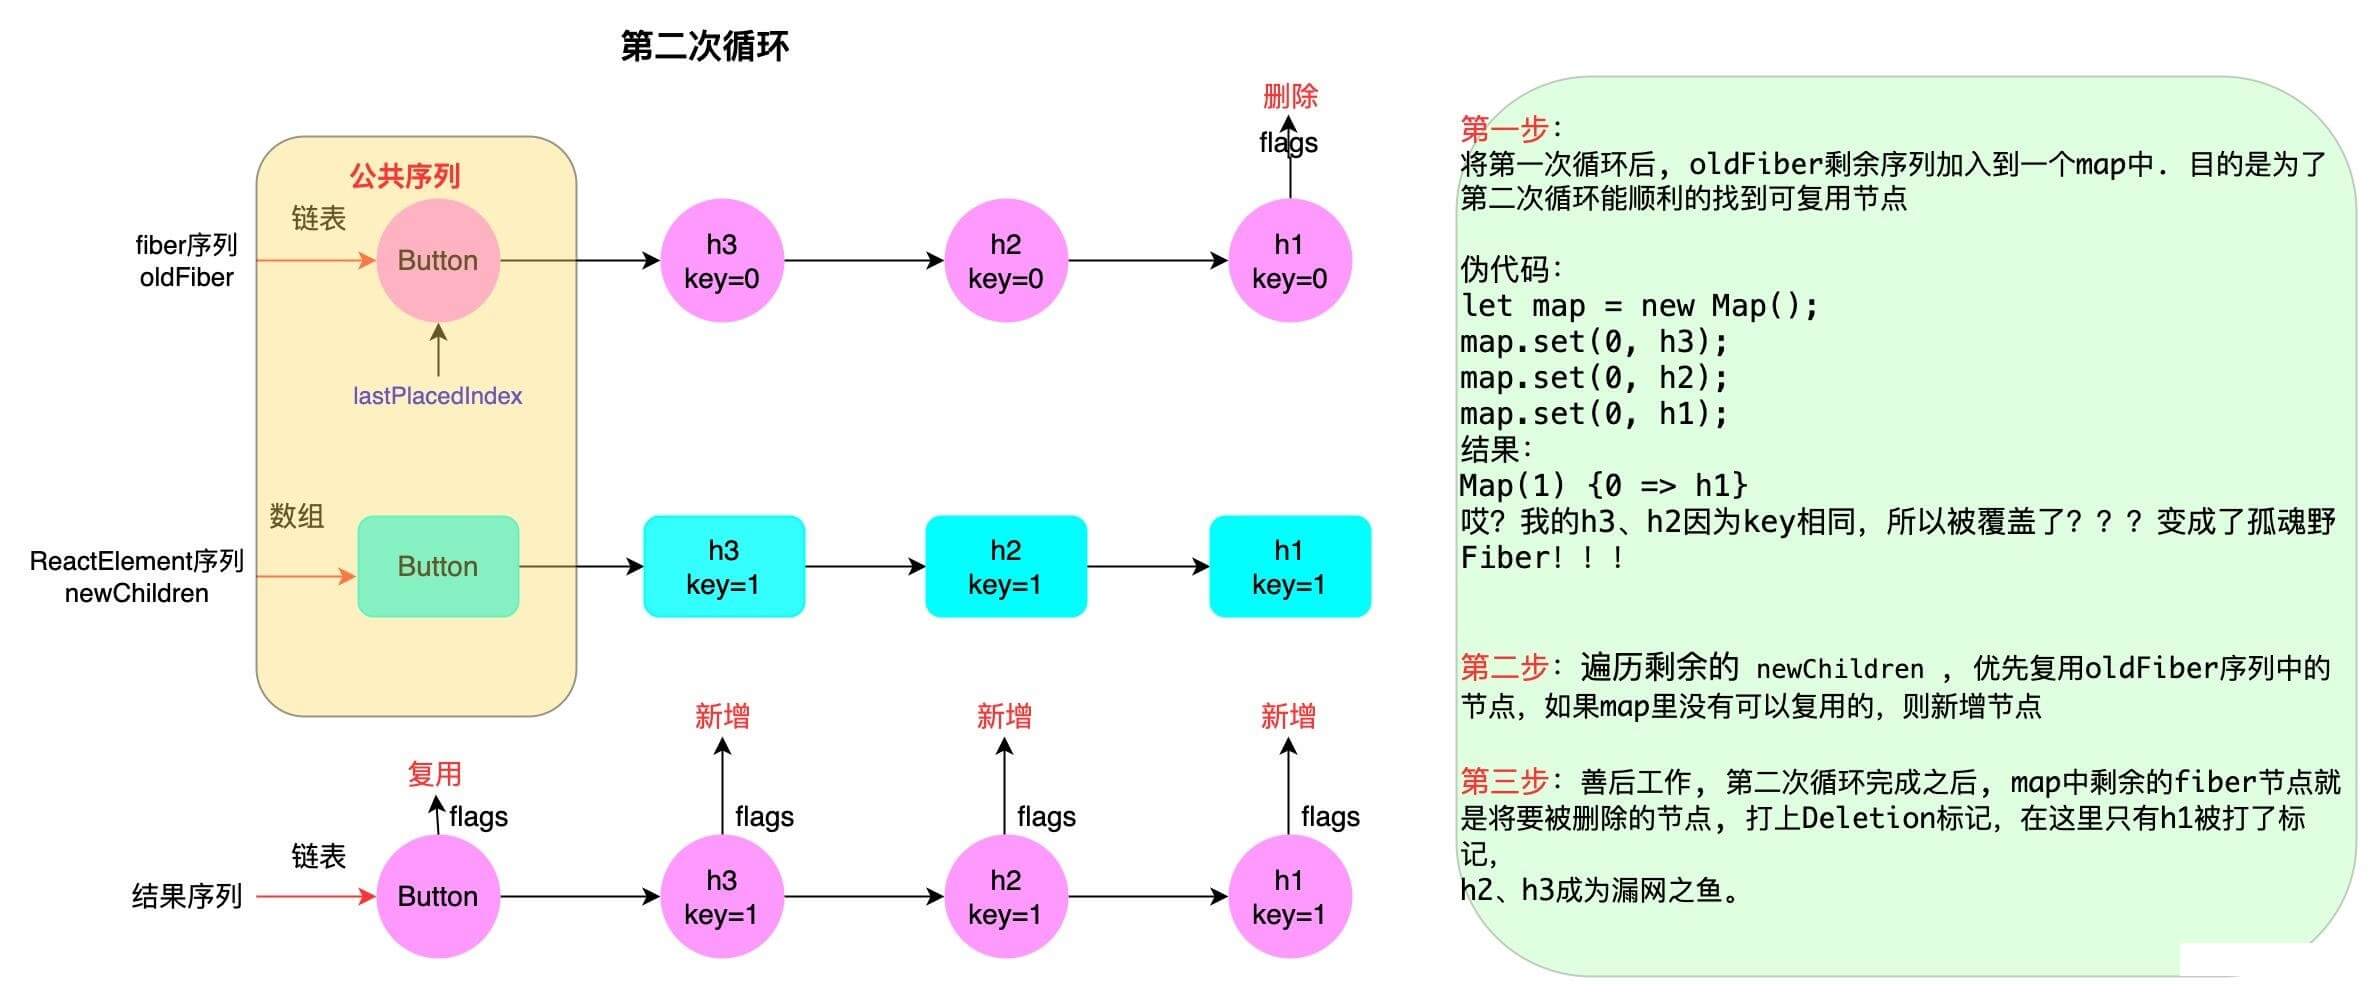 第二次循环
删除
flags
公共序列
链表
fiber序列
oldFiber
Button
h3
key=0
h2
key=0
h1
key=0
lastPlacedIndex
数组
ReactElement序列
newChildren
Button
h3
key=1
h2
key=1
h1
key=1
新增
新增
新增
复用
flags
flags
flags
flags
链表
结果序列
Button
h3
key=1
h2
key=1
h1
key=1
第一步：
将第一次循环后, oldFiber剩余序列加入到一个map中. 目的是为了
第二次循环能顺利的找到可复用节点
伪代码:
let map = new Map();
map.set(0, h3);
map.set(0, h2);
map.set(0, h1);
结果:
Map(1) {0 => h1}
哎？我的h3、h2因为key相同，所以被覆盖了？？？变成了孤魂野
Fiber！！！
第二步：遍历剩余的 newChildren , 优先复用oldFiber序列中的
节点，如果map里没有可以复用的，则新增节点
第三步：善后工作, 第二次循环完成之后, map中剩余的fiber节点就
是将要被删除的节点, 打上Deletion标记，在这里只有h1被打了标
记，
h2、h3成为漏网之鱼。